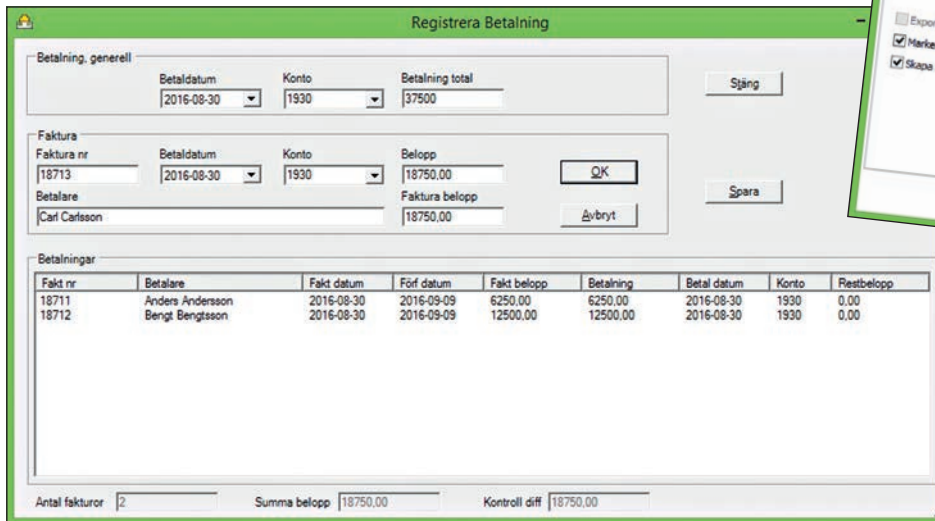 Registrera Betalning
Betalning, generell
Betaldatum Konto Betalning total
2016-08-30 1930 37500
Stäng
Faktura
Faktura nr Betaldatum Konto Belopp
18713 2016-08-30 1930 18750,00
OK
Betalare Faktura belopp
Carl Carlsson 18750,00
Avbryt
Spara
Betalningar
Fakt nr Betalare Fakt datum Förf datum Fakt belopp Betalning Betal datum Konto Restbelopp
18711 Anders Andersson 2016-08-30 2016-09-09 6250,00 6250,00 2016-08-30 1930 0,00
18712 Bengt Bengtsson 2016-08-30 2016-09-09 12500,00 12500,00 2016-08-30 1930 0,00
Antal fakturor 2 Summa belopp 18750,00 Kontroll diff 18750,00
Skapa